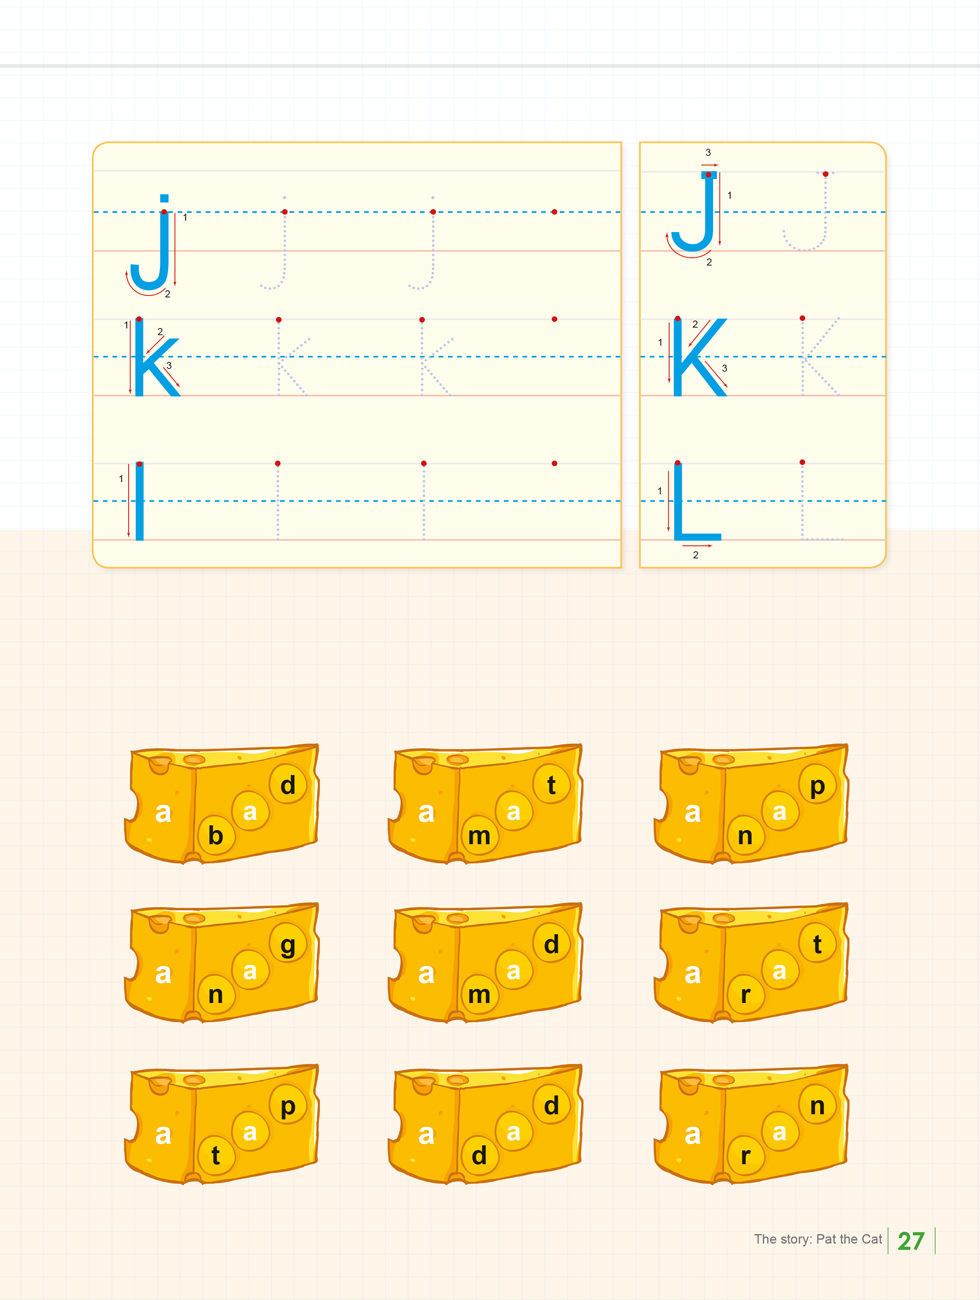 j 1 2 j j
3 J 1 2 J
1 k 2 3 k k
1 K 2 3 K
1 l l l
1 L 2 L
a b a d
a m a t
a n a p
a n a g
a m a d
a r a t
a t a p
a d a d
a r a n
The story: Pat the Cat 27